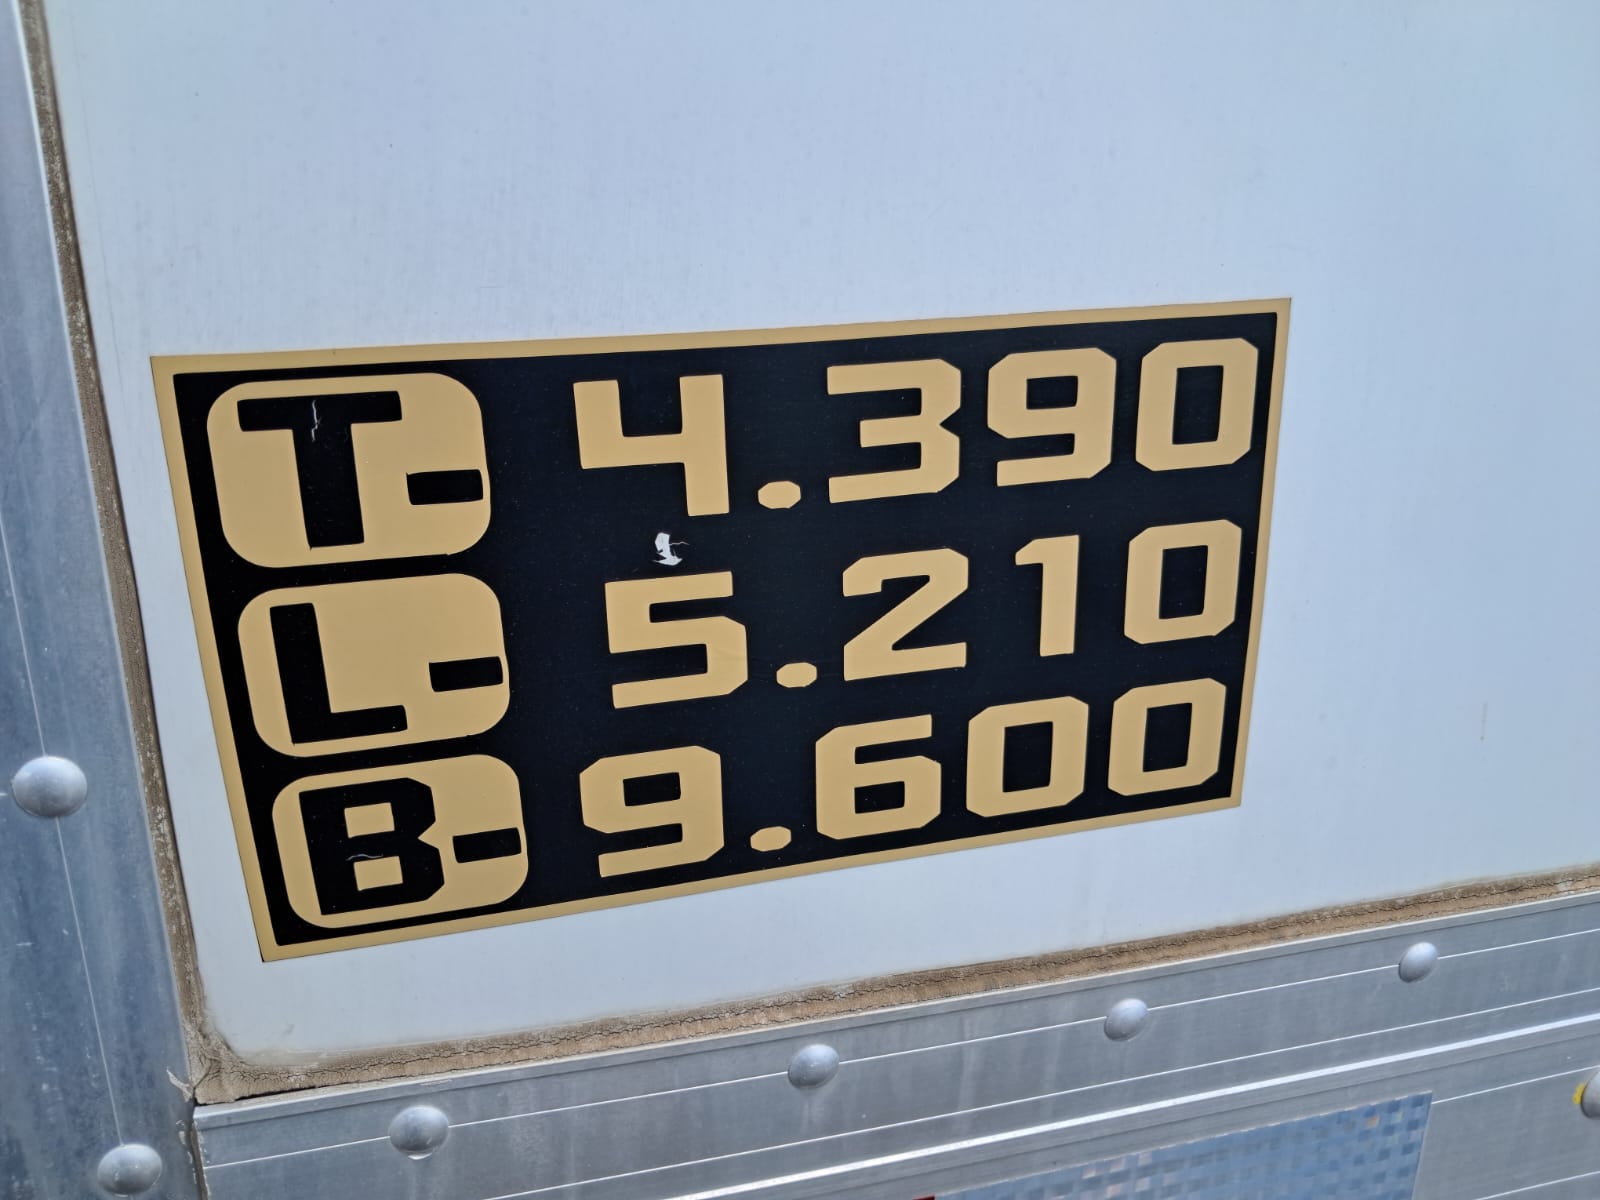 T- 4.390
L- 5.210
B- 9.600